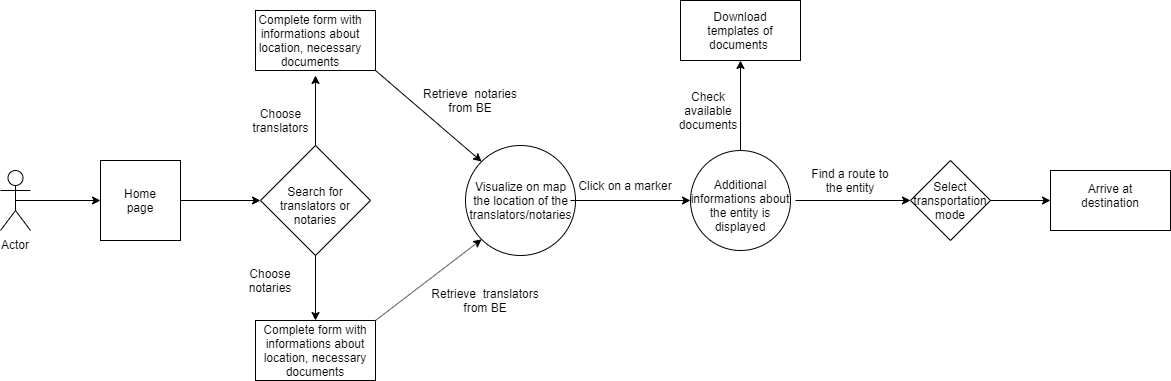 Actor
Home
page
Search for
translators or
notaries
Choose
translators
Complete form with
informations about
location, necessary
documents
Retrieve notaries
from BE
Choose
notaries
Complete form with
informations about
location, necessary
documents
Retrieve translators
from BE
Visualize on map
the location of the
translators/notaries
Click on a marker
Additional
informations about
the entity is
displayed
Check
available
documents
Download
templates of
documents
Find a route to
the entity
Select
transportation
mode
Arrive at
destination